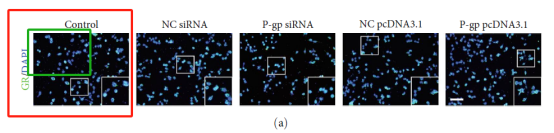 Control NC siRNA P-gp siRNA NC pcDNA3.1 P-gp pcDNA3.1
GR/DAPI
(a)